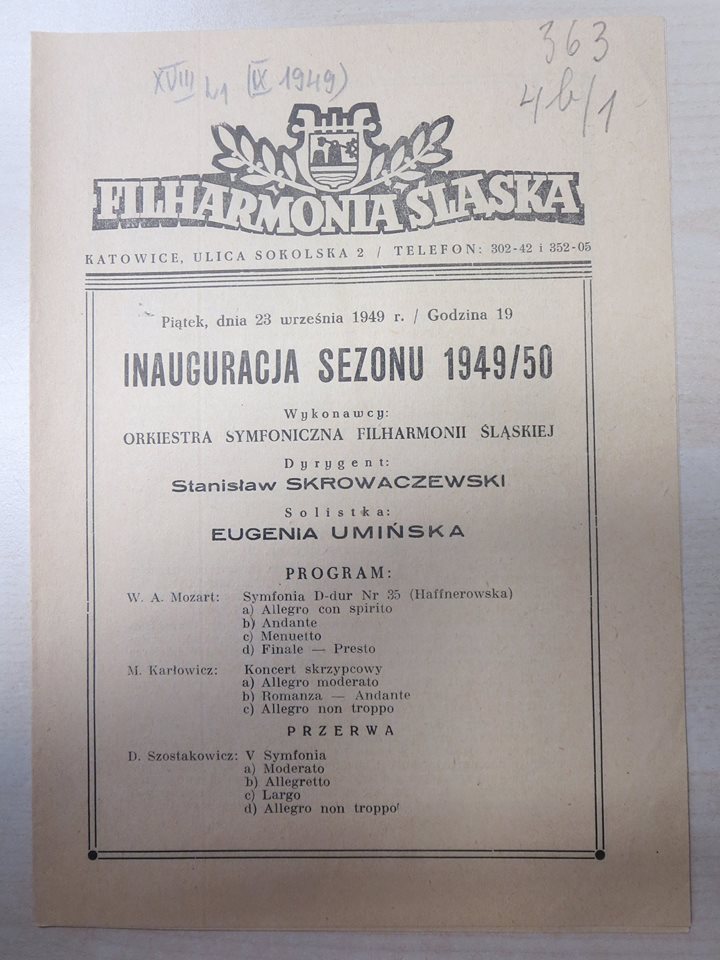 363
XVIII L1 (IX 1949)
4b/1
FILHARMONIA ŚLĄSKA
KATOWICE, ULICA SOKOLSKA 2 / TELEFON: 302-42 i 352-05
Piątek, dnia 23 września 1949 r. / Godzina 19
INAUGURACJA SEZONU 1949/50
Wykonawcy:
ORKIESTRA SYMFONICZNA FILHARMONII ŚLĄSKIEJ
Dyrygent:
Stanisław SKROWACZEWSKI
Solistka:
EUGENIA UMIŃSKA
PROGRAM:
W. A. Mozart: Symfonia D-dur Nr 35 (Haffnerowska)
a) Allegro con spirito
b) Andante
c) Menuetto
d) Finale — Presto
M. Karłowicz: Koncert skrzypcowy
a) Allegro moderato
b) Romanza — Andante
c) Allegro non troppo
PRZERWA
D. Szostakowicz: V Symfonia
a) Moderato
b) Allegretto
c) Largo
d) Allegro non troppo